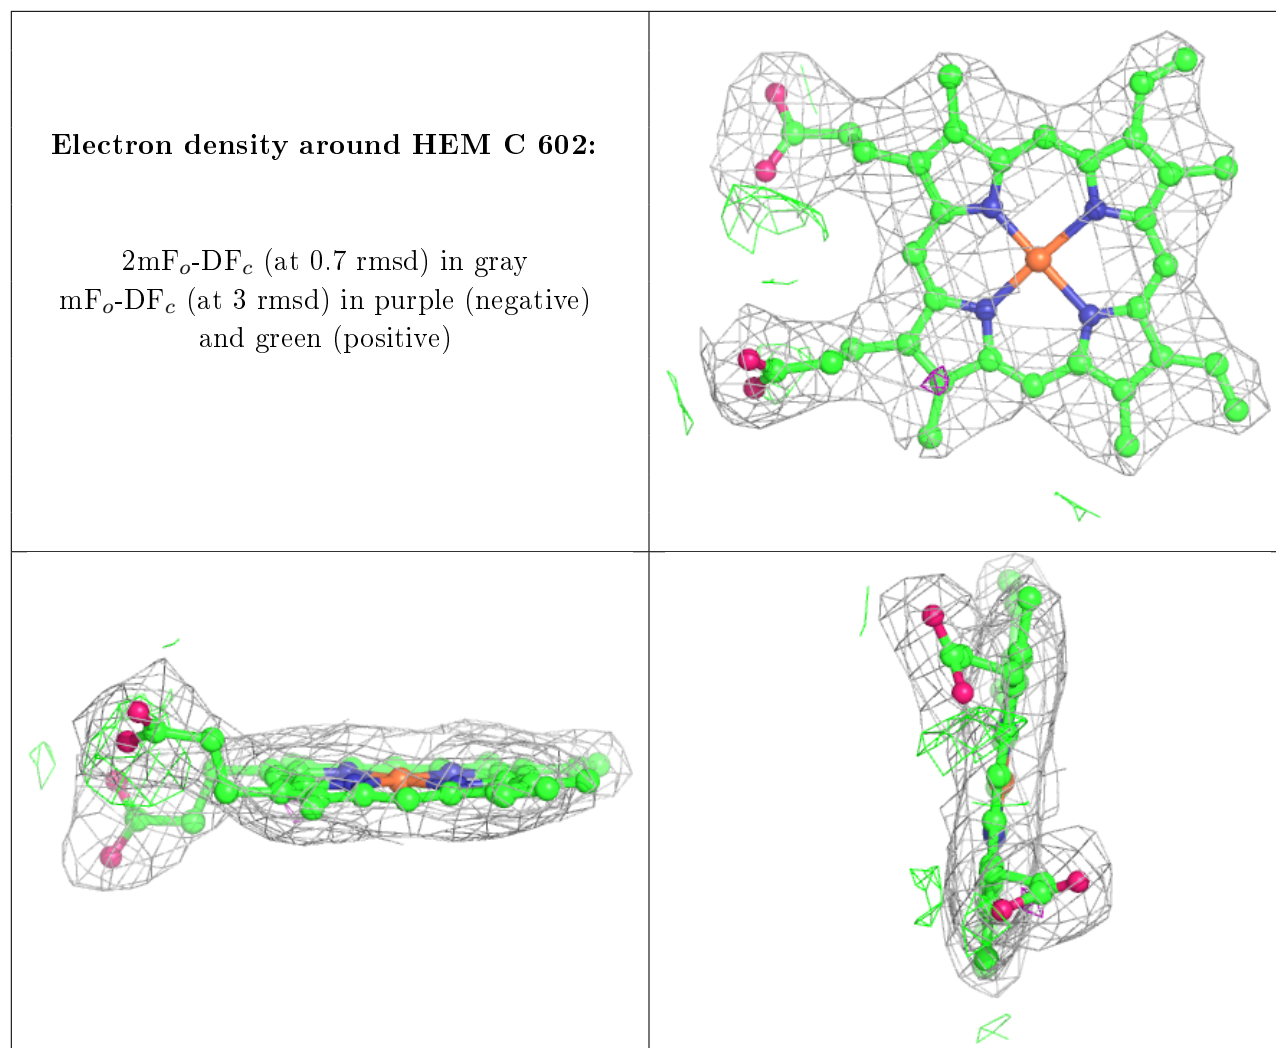 Electron density around HEM C 602:
2mFₒ-DF𝒸 (at 0.7 rmsd) in gray
mFₒ-DF𝒸 (at 3 rmsd) in purple (negative)
and green (positive)